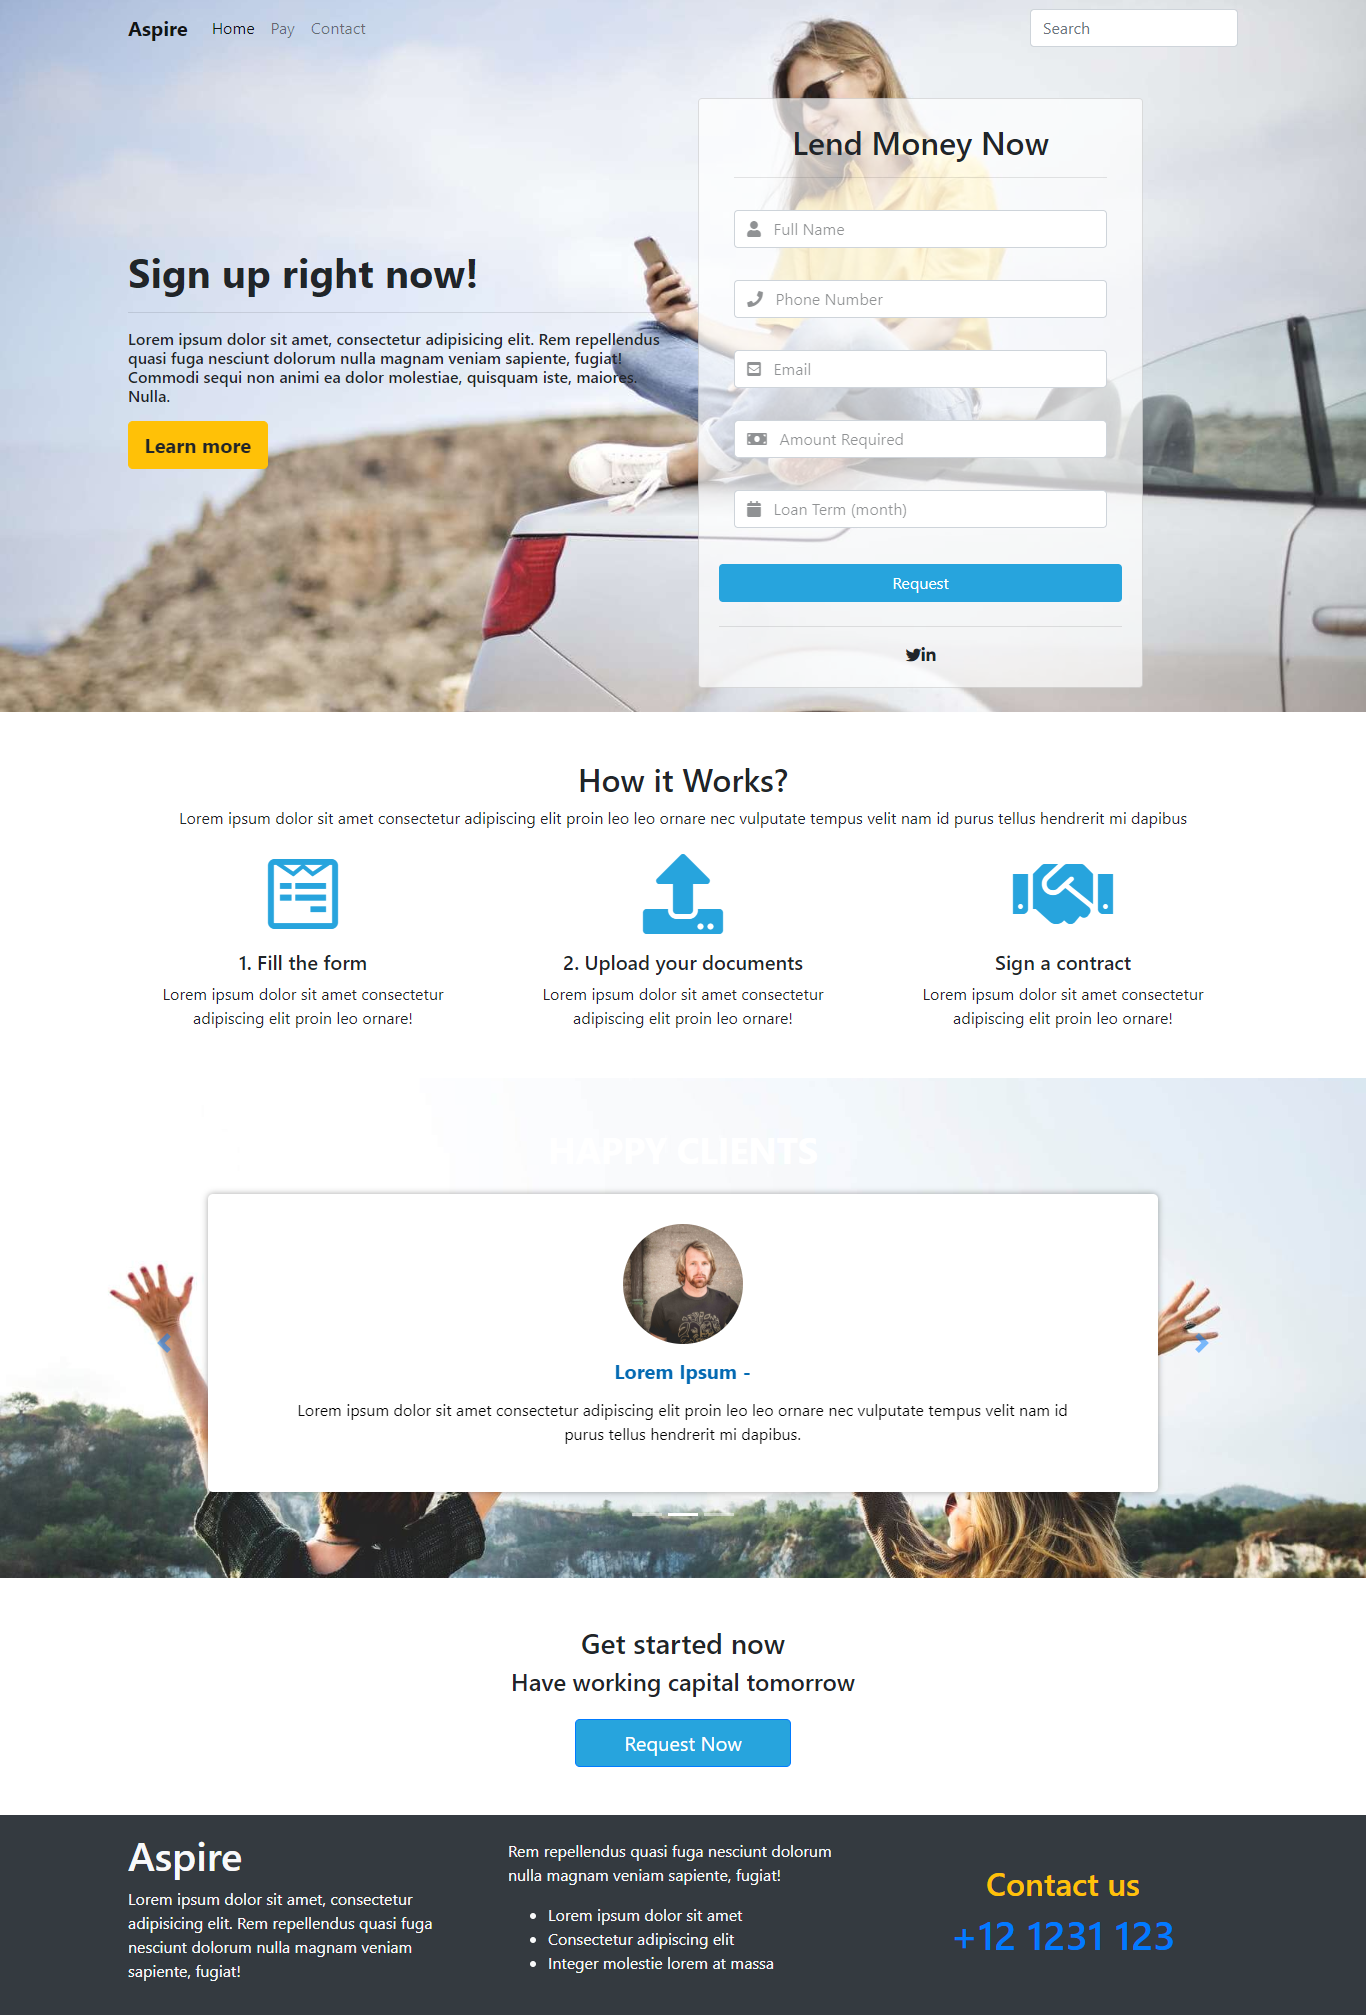 Aspire Home Pay Contact Search
Lend Money Now
Full Name
Phone Number
Email
Amount Required
Loan Term (month)
Request
in
Sign up right now!
Lorem ipsum dolor sit amet, consectetur adipisicing elit. Rem repellendus
quasi fuga nesciunt dolorum nulla magnam veniam sapiente, fugiat!
Commodi sequi non animi ea dolor molestiae, quisquam iste, maiores.
Nulla.
Learn more
How it Works?
Lorem ipsum dolor sit amet consectetur adipiscing elit proin leo leo ornare nec vulputate tempus velit nam id purus tellus hendrerit mi dapibus
1. Fill the form
Lorem ipsum dolor sit amet consectetur
adipiscing elit proin leo ornare!
2. Upload your documents
Lorem ipsum dolor sit amet consectetur
adipiscing elit proin leo ornare!
Sign a contract
Lorem ipsum dolor sit amet consectetur
adipiscing elit proin leo ornare!
HAPPY CLIENTS
Lorem Ipsum -
Lorem ipsum dolor sit amet consectetur adipiscing elit proin leo leo ornare nec vulputate tempus velit nam id
purus tellus hendrerit mi dapibus.
Get started now
Have working capital tomorrow
Request Now
Aspire
Lorem ipsum dolor sit amet, consectetur
adipisicing elit. Rem repellendus quasi fuga
nesciunt dolorum nulla magnam veniam
sapiente, fugiat!
Rem repellendus quasi fuga nesciunt dolorum
nulla magnam veniam sapiente, fugiat!
• Lorem ipsum dolor sit amet
• Consectetur adipiscing elit
• Integer molestie lorem at massa
Contact us
+12 1231 123